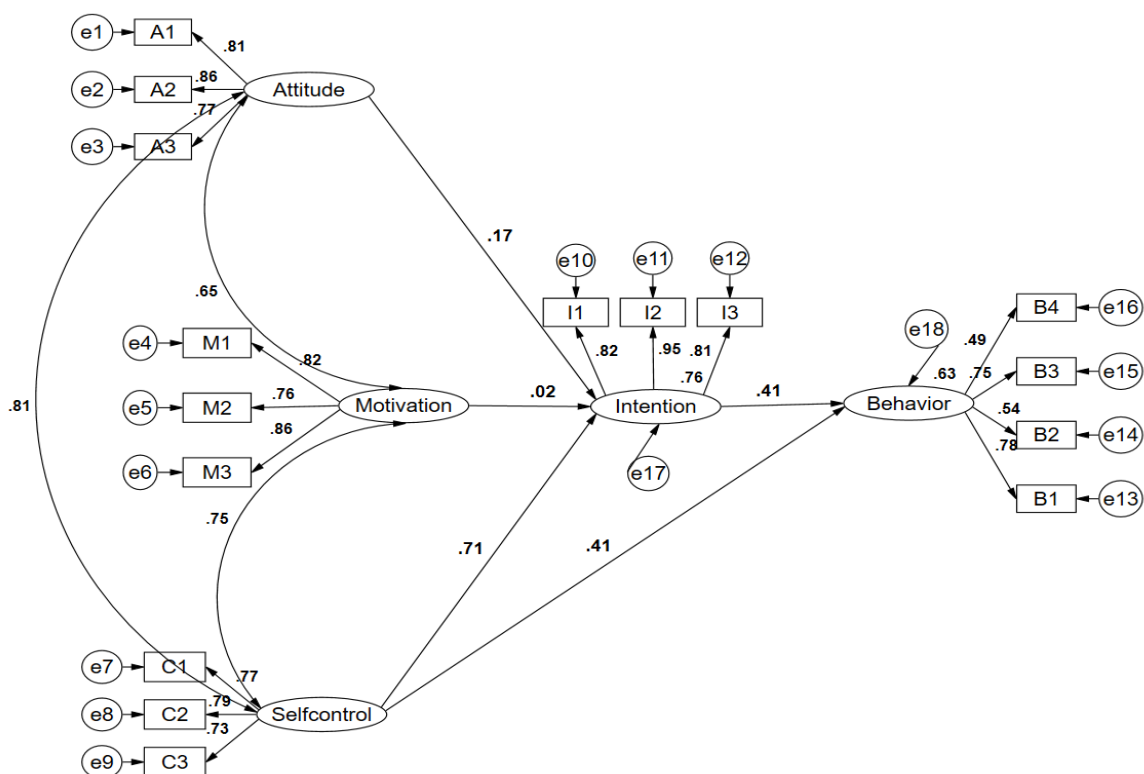 e1
A1
.81
e2
A2
.86
Attitude
.77
e3
A3
.17
e10
e11
e12
.65
I1
I2
I3
B4
e16
e18
e4
M1
.82
.82
.95
.81
.49
.63
.75
B3
e15
.76
.76
e5
M2
Motivation
.02
Intention
.41
Behavior
.81
.86
.54
B2
e14
.78
e6
M3
e17
B1
e13
.75
.71
.41
e7
C1
.77
.79
e8
C2
Selfcontrol
.73
e9
C3